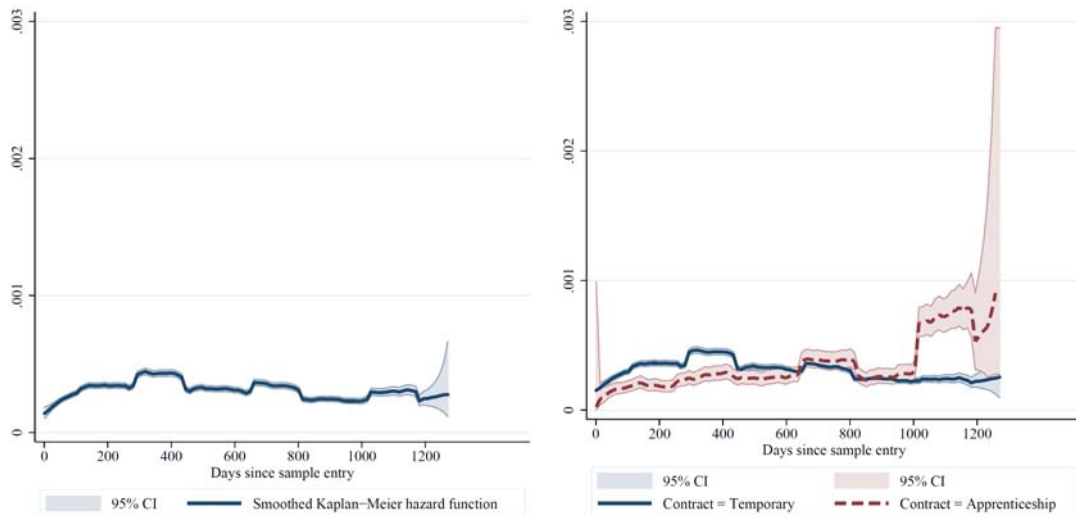 .003
.002
.001
0
0 200 400 600 800 1000 1200
Days since sample entry
95% CI Smoothed Kaplan−Meier hazard function
.003
.002
.001
0
0 200 400 600 800 1000 1200
Days since sample entry
95% CI 95% CI
Contract = Temporary Contract = Apprenticeship